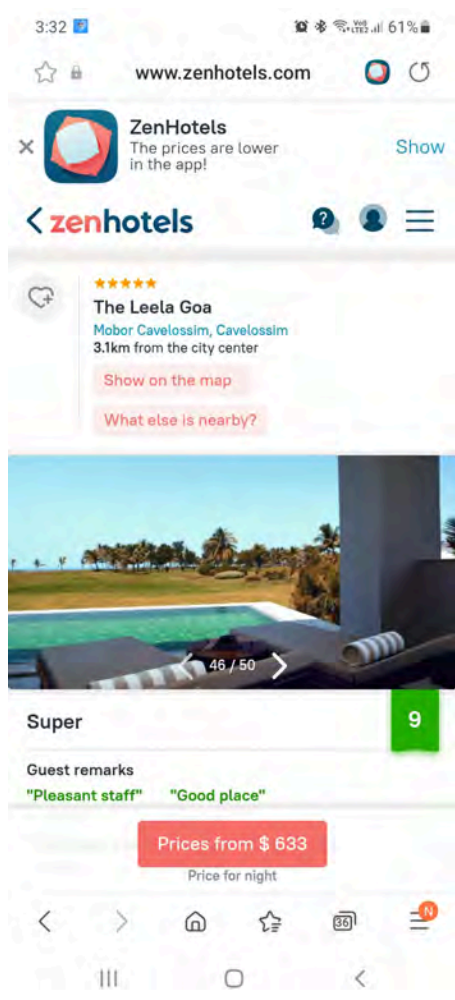 3:32 61%
www.zenhotels.com
ZenHotels
The prices are lower
in the app!
Show
zenhotels
The Leela Goa
Mobor Cavelossim, Cavelossim
3.1km from the city center
Show on the map
What else is nearby?
46 / 50
Super 9
Guest remarks
"Pleasant staff" "Good place"
Prices from $ 633
Price for night
36 N